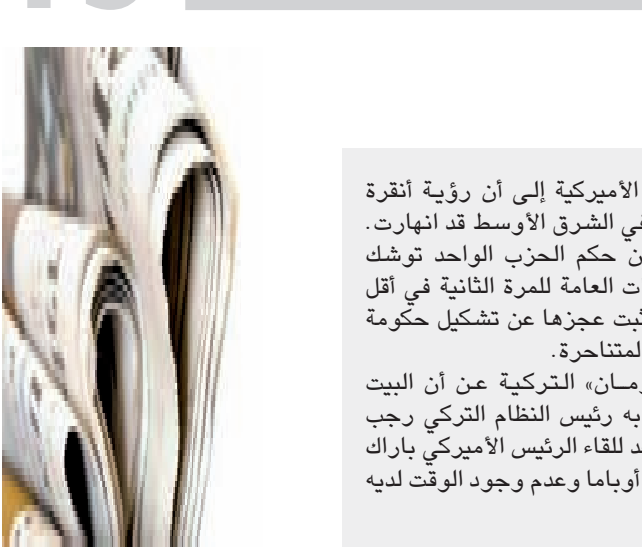 الأميركية إلى أن رؤية أنقرة
في الشرق الأوسط قد انهارت.
ن حكم الحزب الواحد توشك
ات العامة للمرة الثانية في أقل
ثبت عجزها عن تشكيل حكومة
المتناحرة.
ـان» التركية عن أن البيت
به رئيس النظام التركي رجب
د للقاء الرئيس الأميركي باراك
أوباما وعدم وجود الوقت لديه